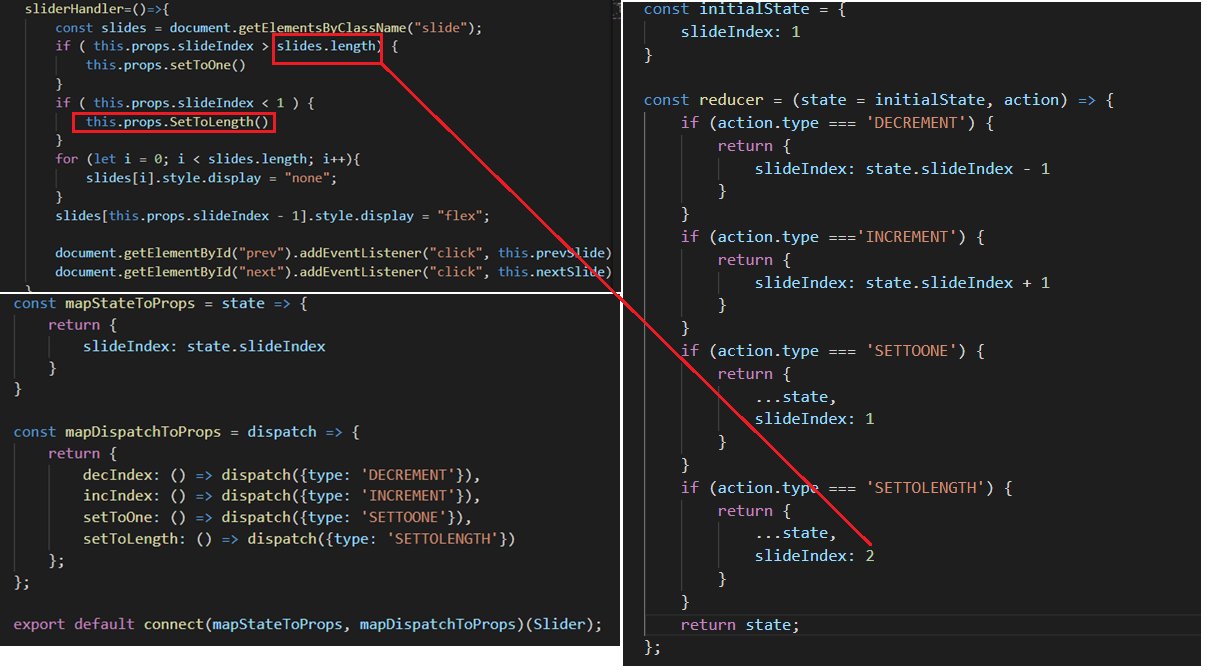 sliderHandler=()=>{
const slides = document.getElementsByClassName("slide");
if ( this.props.slideIndex > slides.length) {
this.props.setToOne()
}
if ( this.props.slideIndex < 1 ) {
this.props.SetToLength()
}
for (let i = 0; i < slides.length; i++){
slides[i].style.display = "none";
}
slides[this.props.slideIndex - 1].style.display = "flex";
document.getElementById("prev").addEventListener("click", this.prevSlide)
document.getElementById("next").addEventListener("click", this.nextSlide)
const mapStateToProps = state => {
return {
slideIndex: state.slideIndex
}
}
const mapDispatchToProps = dispatch => {
return {
decIndex: () => dispatch({type: 'DECREMENT'}),
incIndex: () => dispatch({type: 'INCREMENT'}),
setToOne: () => dispatch({type: 'SETTOONE'}),
setToLength: () => dispatch({type: 'SETTOLENGTH'})
};
};
export default connect(mapStateToProps, mapDispatchToProps)(Slider);
const initialState = {
slideIndex: 1
}
const reducer = (state = initialState, action) => {
if (action.type === 'DECREMENT') {
return {
slideIndex: state.slideIndex - 1
}
}
if (action.type ==='INCREMENT') {
return {
slideIndex: state.slideIndex + 1
}
}
if (action.type === 'SETTOONE') {
return {
...state,
slideIndex: 1
}
}
if (action.type === 'SETTOLENGTH') {
return {
...state,
slideIndex: 2
}
}
return state;
};